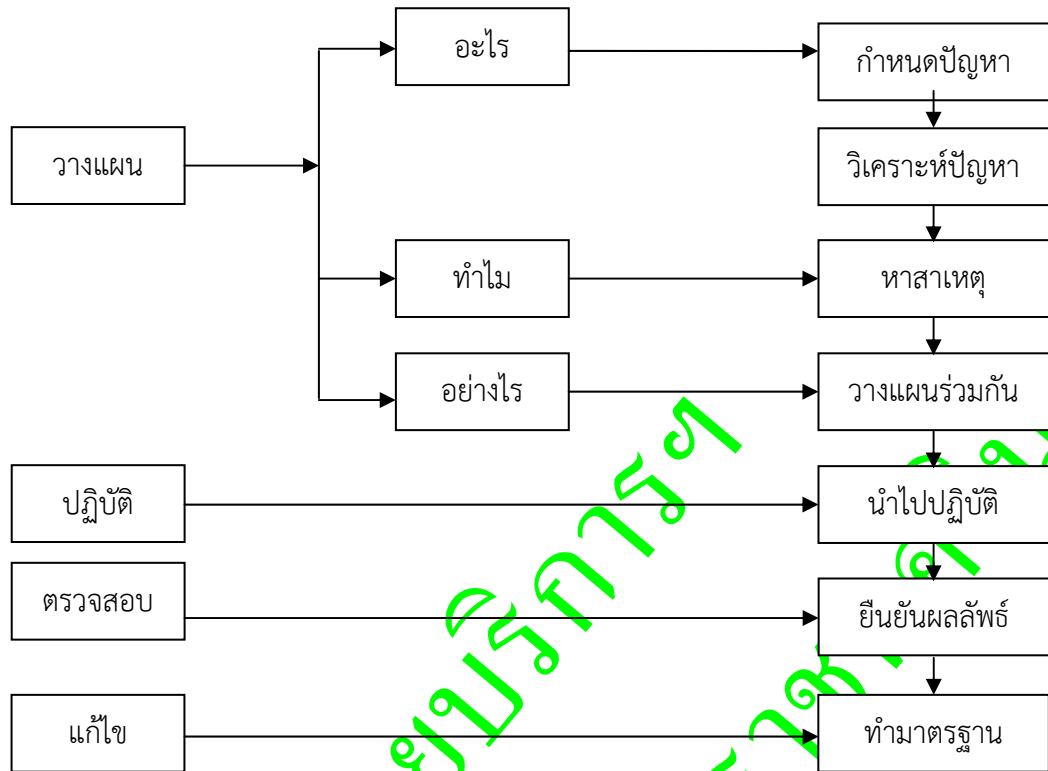 อะไร
กำหนดปัญหา
วางแผน
วิเคราะห์ปัญหา
ทำไม
หาสาเหตุ
อย่างไร
วางแผนร่วมกัน
ปฏิบัติ
นำไปปฏิบัติ
ตรวจสอบ
ยืนยันผลลัพธ์
แก้ไข
ทำมาตรฐาน